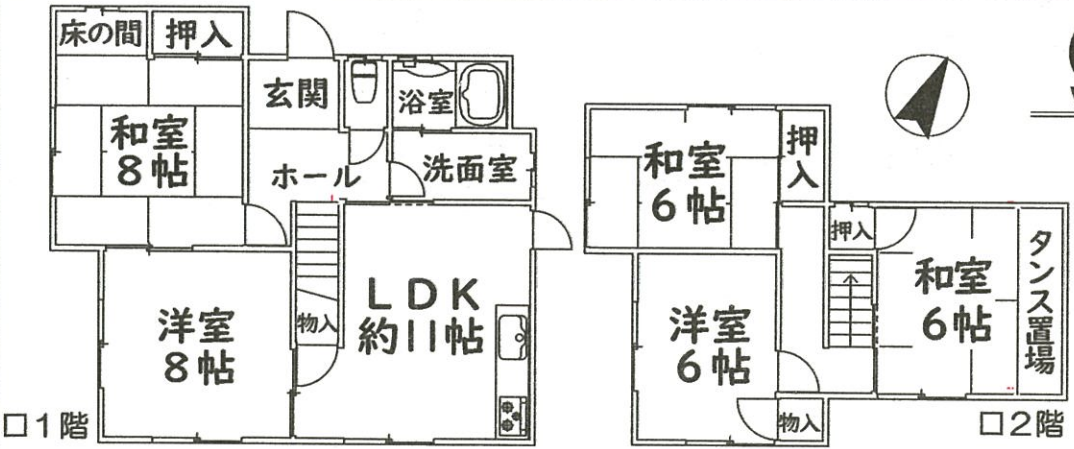 床の間
押入
玄関
浴室
和室
8帖
ホール
洗面室
洋室
8帖
物入
LDK
約11帖
□1階
和室
6帖
押入
押入
和室
6帖
タンス置場
洋室
6帖
物入
□2階